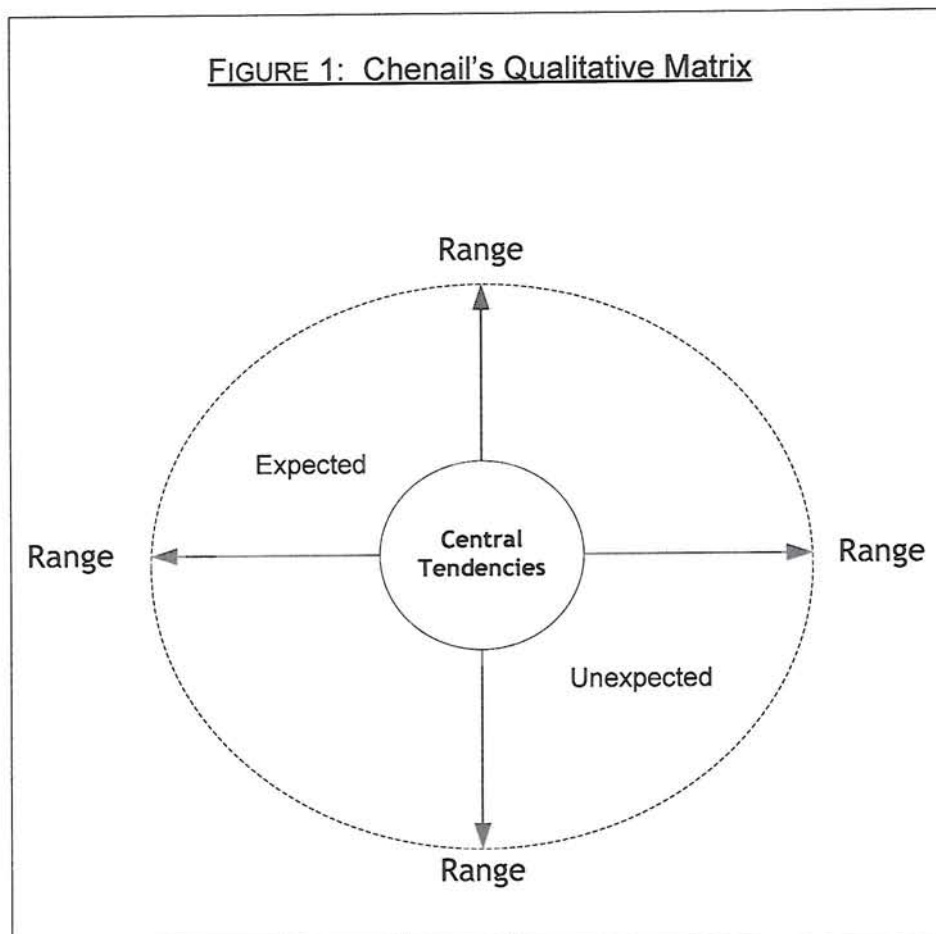 FIGURE 1: Chenail's Qualitative Matrix
Range
Expected
Range
Central
Tendencies
Range
Unexpected
Range